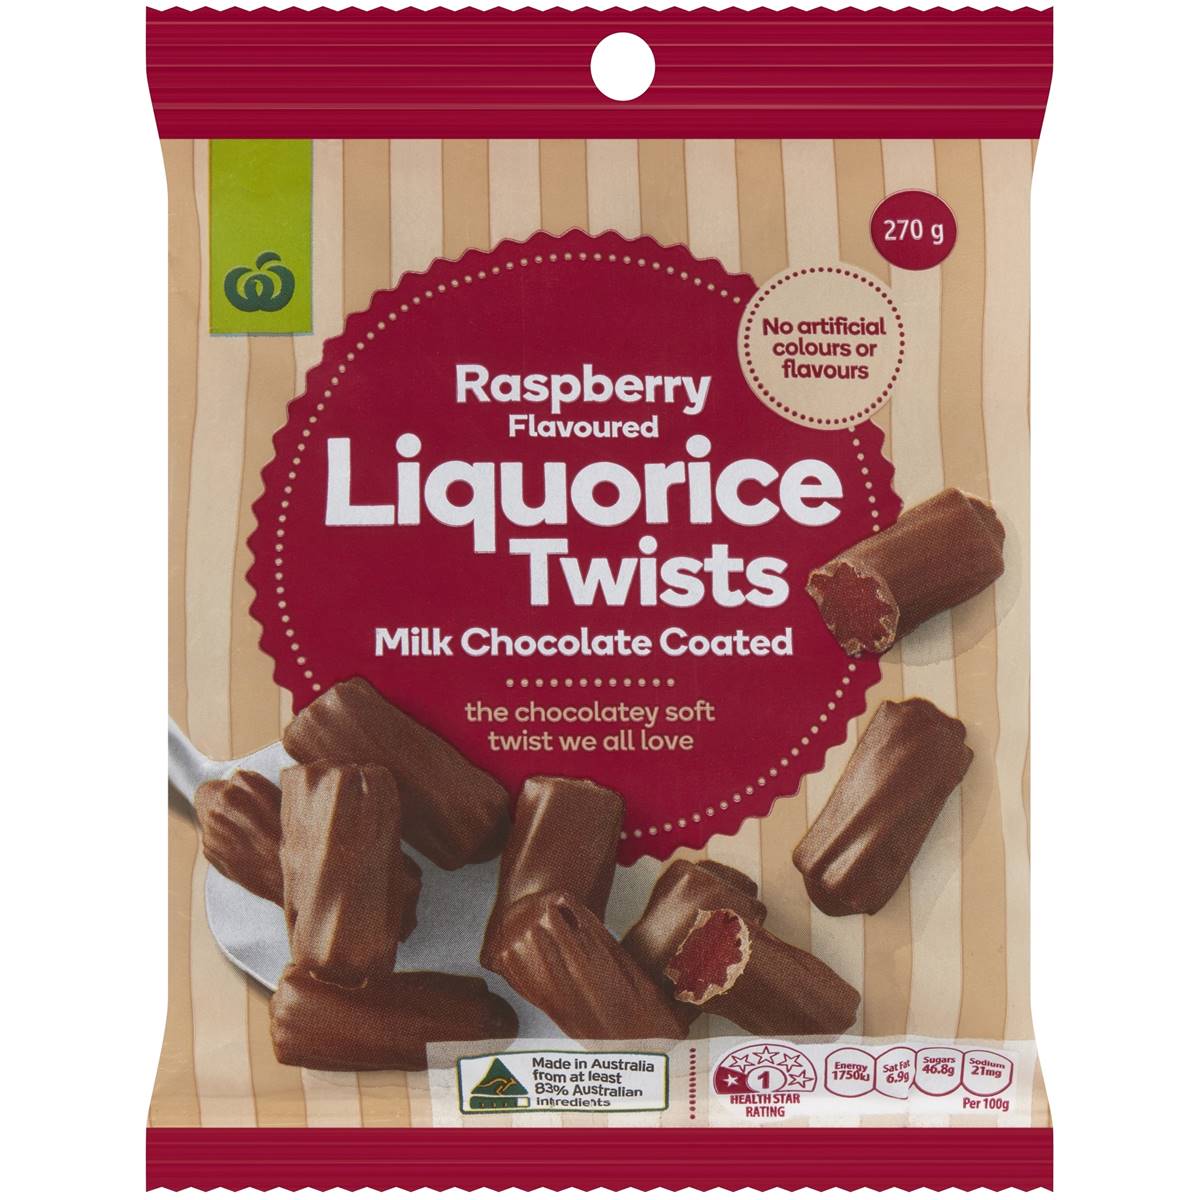 270 g
No artificial
colours or
flavours
Raspberry
Flavoured
Liquorice
Twists
Milk Chocolate Coated
the chocolatey soft
twist we all love
Made in Australia
from at least
83% Australian
intredients
1
HEALTH STAR
RATING
Energy
1750kJ
Sat Fat
6.9g
Sugars
46.8g
Sodium
21mg
Per 100g